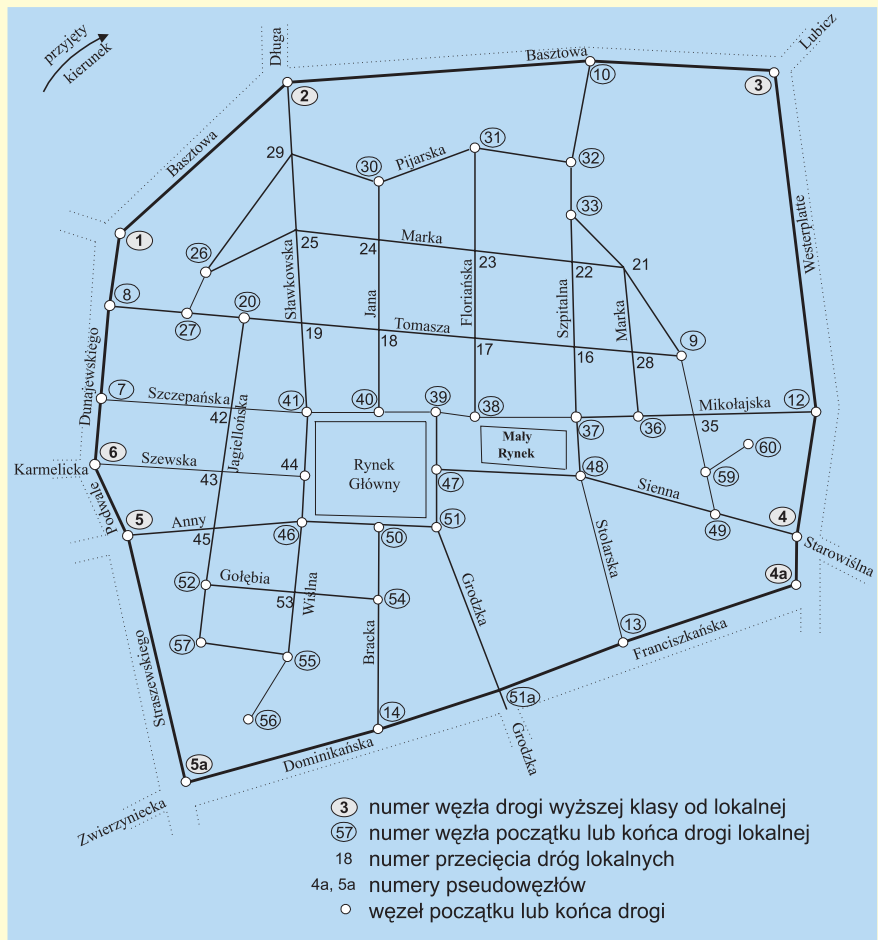 przyjęty
kierunek
Długa
Basztowa
Lubicz
10
2
3
Basztowa
29
30
Pijarska
31
32
33
Westerplatte
1
26
25
24
Marka
23
22
21
8
27
20
Sławkowska
19
Jana
Tomasza
18
Floriańska
17
Szpitalna
16
Marka
28
9
Dunajewskiego
7
Szczepańska
42
41
40
39
38
37
36
Mikołajska
35
12
Jagiellońska
Karmelicka
6
Szewska
43
44
Rynek
Główny
Mały
Rynek
47
48
Sienna
59
60
49
Podwale
5
Anny
45
46
50
51
4
Starowiślna
4a
Stolarska
52
Gołębia
53
Wiślna
54
Grodzka
57
55
Bracka
13
Franciszkańska
Straszewskiego
56
14
51a
Grodzka
5a
Dominikańska
Zwierzyniecka
3 numer węzła drogi wyższej klasy od lokalnej
57 numer węzła początku lub końca drogi lokalnej
18 numer przecięcia dróg lokalnych
4a, 5a numery pseudowęzłów
węzeł początku lub końca drogi